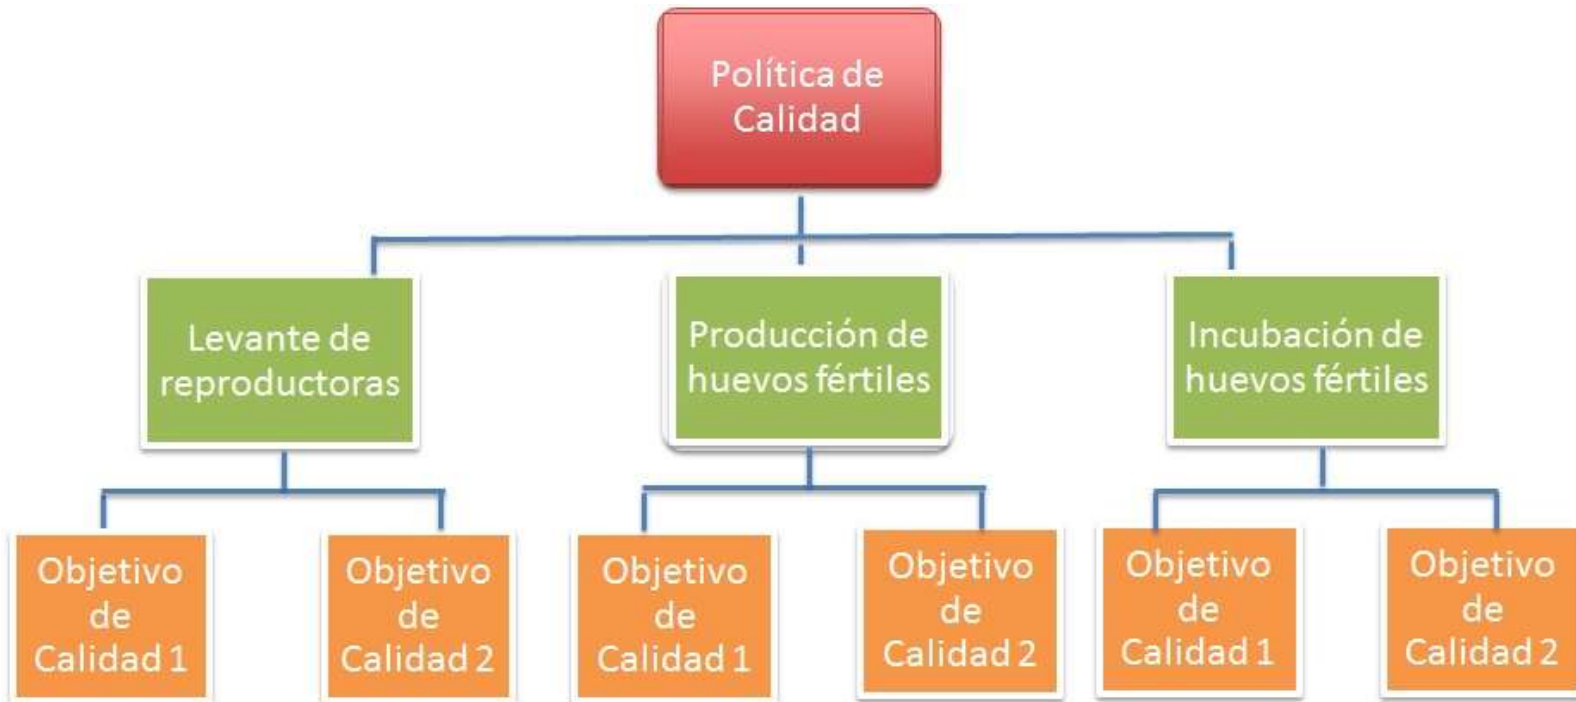 Política de
Calidad
Levante de
reproductoras
Producción de
huevos fértiles
Incubación de
huevos fértiles
Objetivo
de
Calidad 1
Objetivo
de
Calidad 2
Objetivo
de
Calidad 1
Objetivo
de
Calidad 2
Objetivo
de
Calidad 1
Objetivo
de
Calidad 2